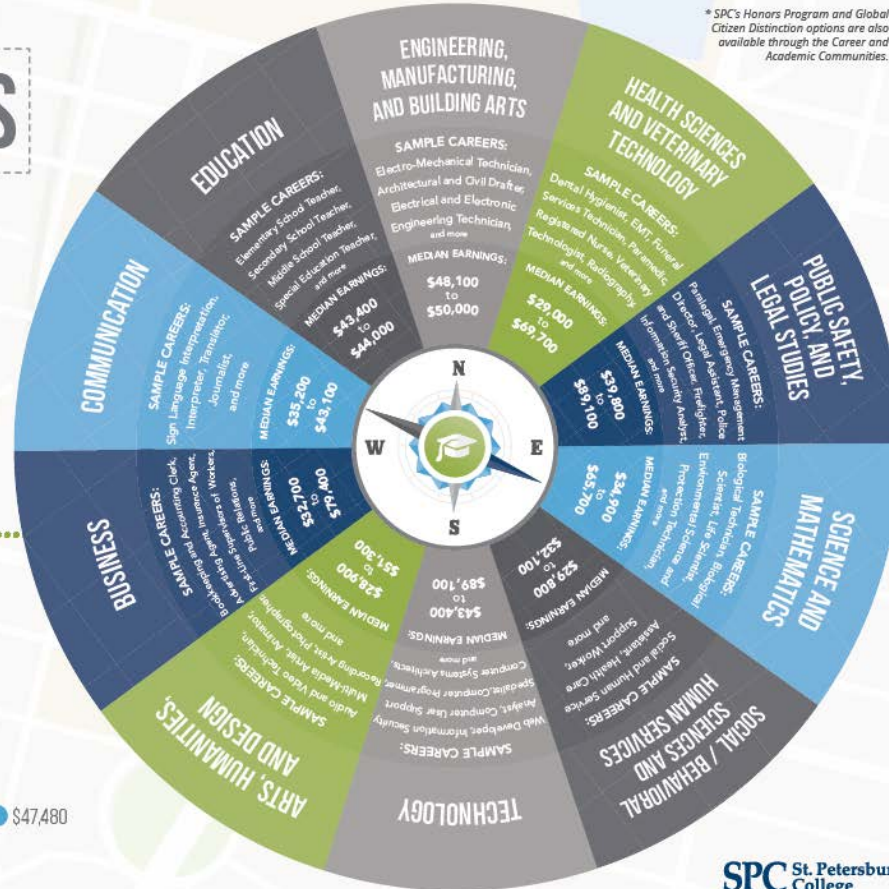 S
* SPC's Honors Program and Global
Citizen Distinction options are also
available through the Career and
Academic Communities.
ENGINEERING,
MANUFACTURING,
AND BUILDING ARTS
SAMPLE CAREERS:
Electro-Mechanical Technician,
Architectural and Civil Drafter,
Electrical and Electronic
Engineering Technician,
and more
MEDIAN EARNINGS:
$48,100
to
$50,000
HEALTH SCIENCES
AND VETERINARY
TECHNOLOGY
SAMPLE CAREERS:
Dental Hygienist, EMT, Funeral
Services Technician, Paramedic,
Registered Nurse, Veterinary
Technologist, Radiography,
and more
MEDIAN EARNINGS:
$29,000
to
$69,700
PUBLIC SAFETY,
POLICY, AND
LEGAL STUDIES
SAMPLE CAREERS:
Paralegal, Emergency Management
Director, Legal Assistant, Police
and Sheriff Officer, Firefighter,
Information Security Analyst,
and more
MEDIAN EARNINGS:
$39,800
to
$99,100
SCIENCE AND
MATHEMATICS
SAMPLE CAREERS:
Biological Technician, Biological
Scientist, Life Scientist,
Environmental Science and
Protection Technician,
and more
MEDIAN EARNINGS:
$34,900
to
$65,700
SOCIAL / BEHAVIORAL
SCIENCES AND
HUMAN SERVICES
SAMPLE CAREERS:
Social and Human Service
Assistant, Health Care
Support Worker,
and more
MEDIAN EARNINGS:
$29,800
to
$32,100
TECHNOLOGY
SAMPLE CAREERS:
Web Developer, Information Security
Analyst, Computer User Support
Specialist, Computer Programmer,
Computer Systems Architects,
and more
MEDIAN EARNINGS:
$43,400
to
$89,100
ARTS, HUMANITIES,
AND DESIGN
SAMPLE CAREERS:
Audio and Video Technician,
Multi-Media Artist, Animator,
Recording Artist, Photographer
and more
MEDIAN EARNINGS:
$28,900
to
$51,300
BUSINESS
SAMPLE CAREERS:
Bookkeeping and Accounting Clerk,
Advertising Agent, Insurance Agent,
First-Line Supervisors of Workers,
Public Relations,
and more
MEDIAN EARNINGS:
$79,400
to
$52,700
COMMUNICATION
SAMPLE CAREERS:
Sign Language Interpretation,
Interpreter, Translator,
Journalist,
and more
MEDIAN EARNINGS:
$35,200
to
$43,100
EDUCATION
SAMPLE CAREERS:
Elementary School Teacher,
Secondary School Teacher,
Middle School Teacher,
Special Education Teacher,
and more
MEDIAN EARNINGS:
$43,400
to
$44,000
N
W
E
S
$47,480
SPC St. Petersbur
College